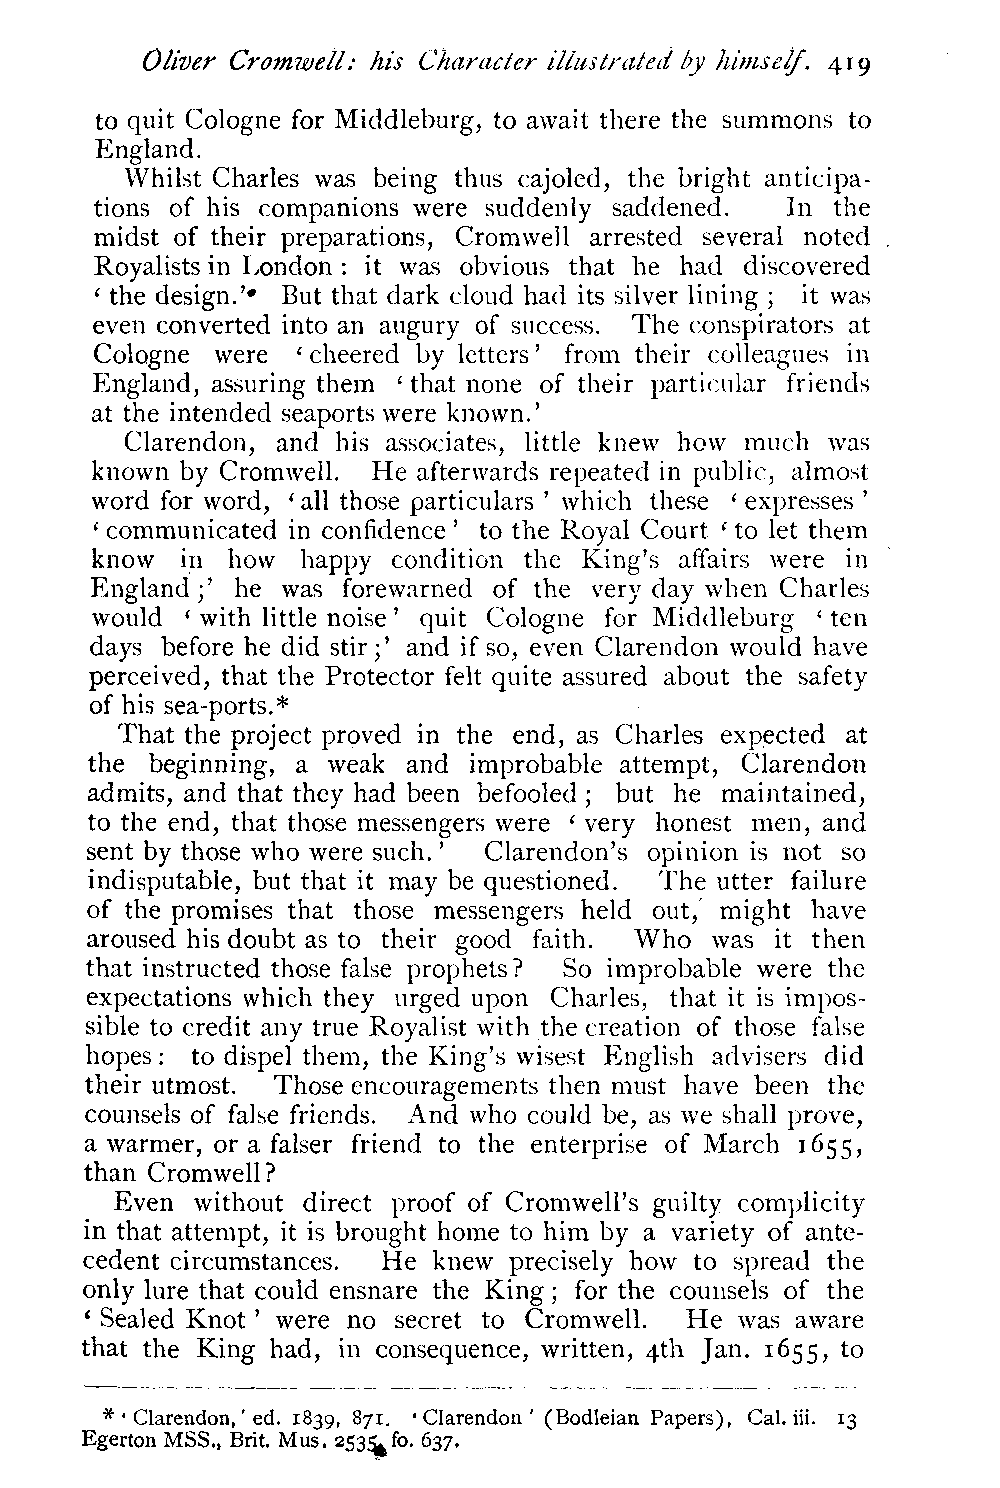 Oliver Cromwell: his Character illustrated by himself. 419
to quit Cologne for Middleburg, to await there the summons to
England.
Whilst Charles was being thus cajoled, the bright anticipa-
tions of his companions were suddenly saddened. In the
midst of their preparations, Cromwell arrested several noted
Royalists in London : it was obvious that he had discovered
‘ the design.’* But that dark cloud had its silver lining ; it was
even converted into an augury of success. The conspirators at
Cologne were ‘ cheered by letters ’ from their colleagues in
England, assuring them ‘ that none of their particular friends
at the intended seaports were known.’
Clarendon, and his associates, little knew how much was
known by Cromwell. He afterwards repeated in public, almost
word for word, ‘ all those particulars ’ which these ‘ expresses ’
‘ communicated in confidence ’ to the Royal Court ‘ to let them
know in how happy condition the King’s affairs were in
England ;’ he was forewarned of the very day when Charles
would ‘ with little noise ’ quit Cologne for Middleburg ‘ ten
days before he did stir ;’ and if so, even Clarendon would have
perceived, that the Protector felt quite assured about the safety
of his sea-ports.*
That the project proved in the end, as Charles expected at
the beginning, a weak and improbable attempt, Clarendon
admits, and that they had been befooled ; but he maintained,
to the end, that those messengers were ‘ very honest men, and
sent by those who were such.’ Clarendon’s opinion is not so
indisputable, but that it may be questioned. The utter failure
of the promises that those messengers held out, might have
aroused his doubt as to their good faith. Who was it then
that instructed those false prophets? So improbable were the
expectations which they urged upon Charles, that it is impos-
sible to credit any true Royalist with the creation of those false
hopes : to dispel them, the King’s wisest English advisers did
their utmost. Those encouragements then must have been the
counsels of false friends. And who could be, as we shall prove,
a warmer, or a falser friend to the enterprise of March 1655,
than Cromwell?
Even without direct proof of Cromwell’s guilty complicity
in that attempt, it is brought home to him by a variety of ante-
cedent circumstances. He knew precisely how to spread the
only lure that could ensnare the King ; for the counsels of the
‘ Sealed Knot ’ were no secret to Cromwell. He was aware
that the King had, in consequence, written, 4th Jan. 1655, to
* ‘ Clarendon,’ ed. 1839, 871. ‘ Clarendon ’ (Bodleian Papers), Cal. iii. 13
Egerton MSS., Brit. Mus. 2535, fo. 637.